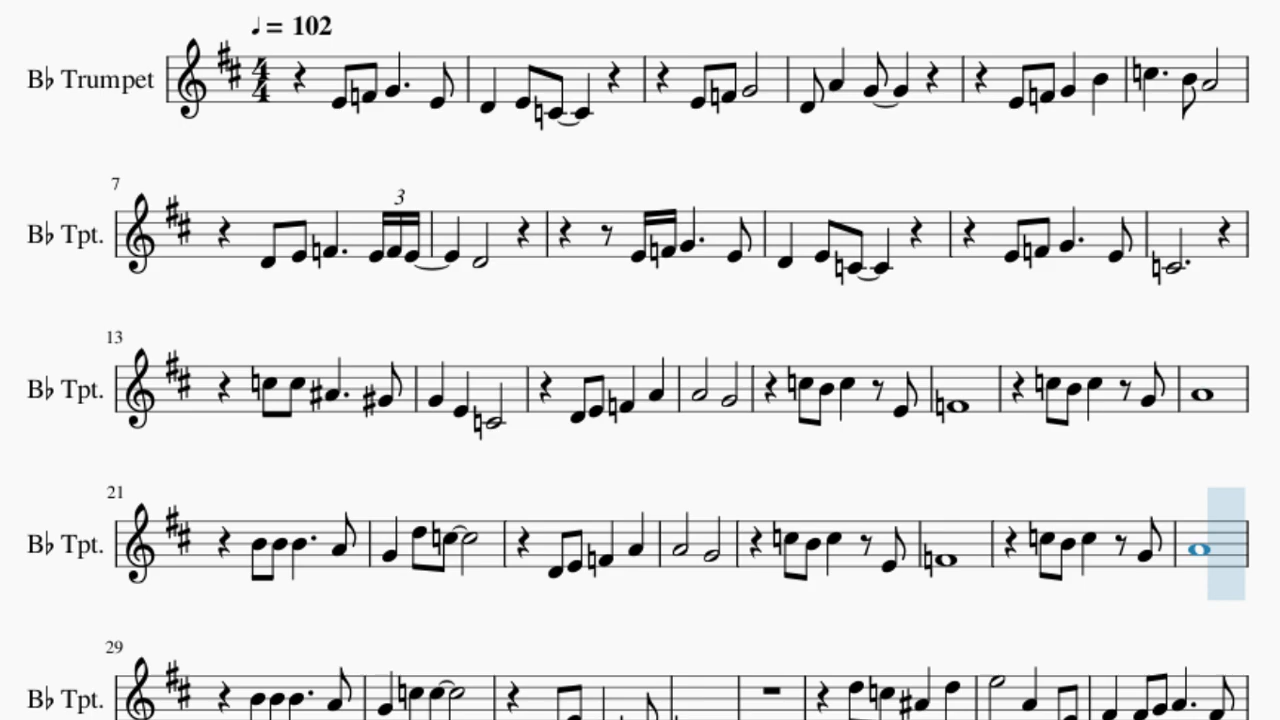 ♩ = 102
B♭ Trumpet
4
4
7
3
B♭ Tpt.
13
B♭ Tpt.
21
B♭ Tpt.
29
B♭ Tpt.